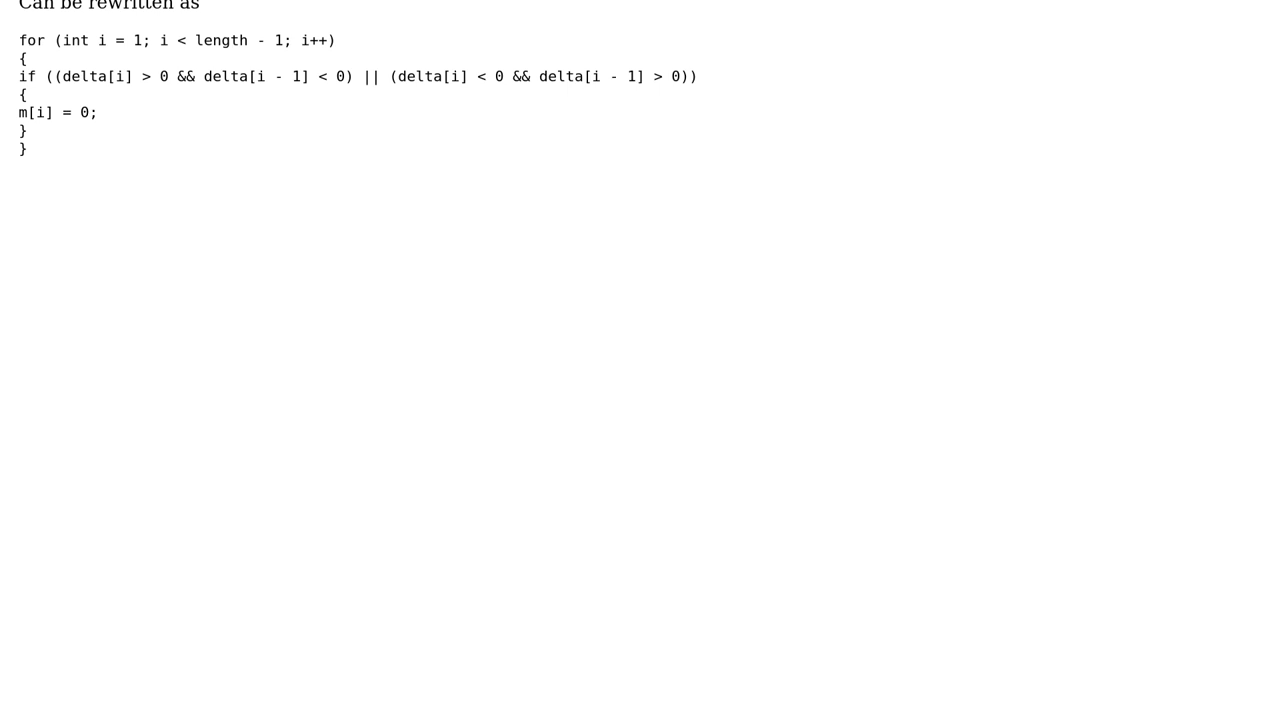 Can be rewritten as
for (int i = 1; i < length - 1; i++)
{
if ((delta[i] > 0 && delta[i - 1] < 0) || (delta[i] < 0 && delta[i - 1] > 0))
{
m[i] = 0;
}
}